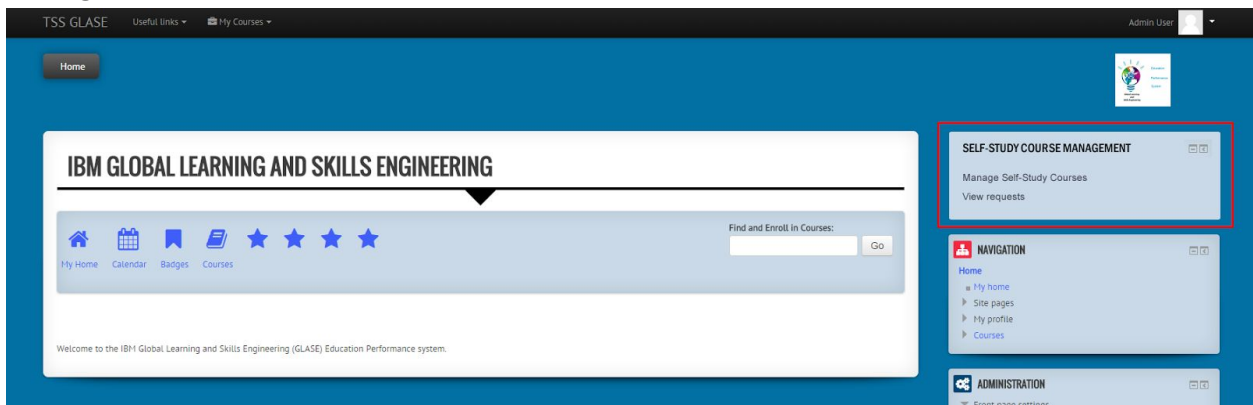 TSS GLASE Useful links My Courses Admin User
Home
IBM GLOBAL LEARNING AND SKILLS ENGINEERING
My Home Calendar Badges Courses
Find and Enroll in Courses:
Go
Welcome to the IBM Global Learning and Skills Engineering (GLASE) Education Performance system.
SELF-STUDY COURSE MANAGEMENT
Manage Self-Study Courses
View requests
NAVIGATION
Home
My home
Site pages
My profile
Courses
ADMINISTRATION
Front page settings